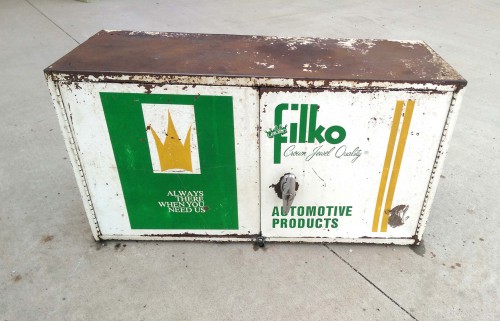 ALWAYS
THERE
WHEN YOU
NEED US
filko
Crown Jewel Quality
AUTOMOTIVE
PRODUCTS